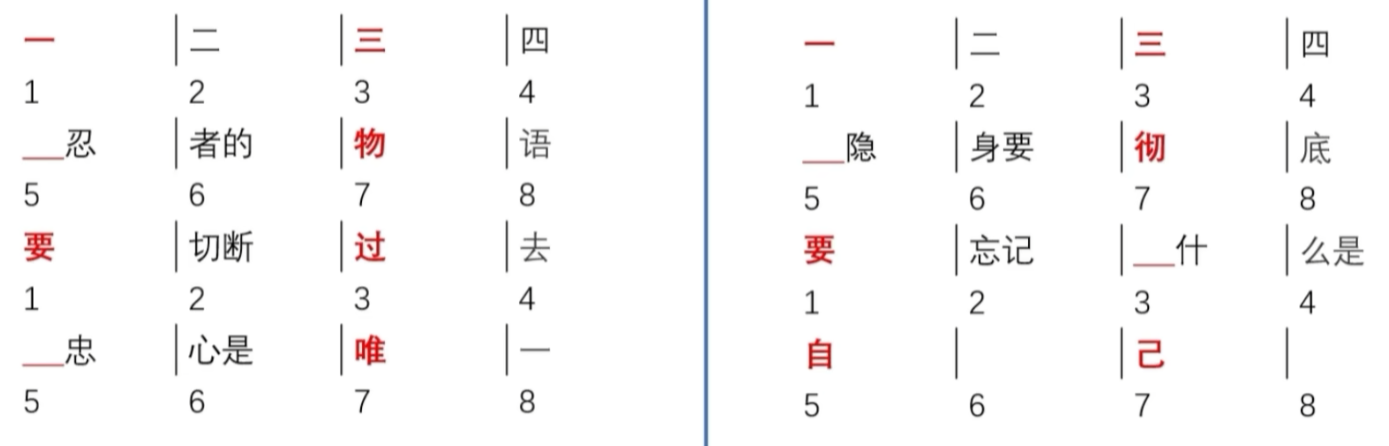 一 |二 |三 |四
1 2 3 4
__忍 |者的 |物 |语
5 6 7 8
要 |切断 |过 |去
1 2 3 4
__忠 |心是 |唯 |一
5 6 7 8
一 |二 |三 |四
1 2 3 4
__隐 |身要 |彻 |底
5 6 7 8
要 |忘记 |__什 |么是
1 2 3 4
自 | |己 |
5 6 7 8